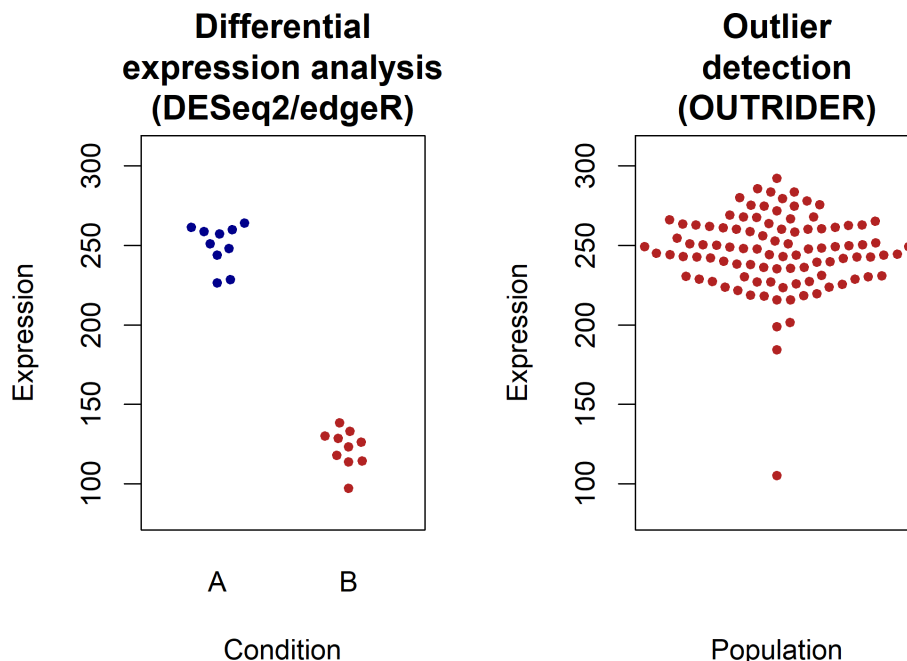 Differential
expression analysis
(DESeq2/edgeR)
Expression
300
250
200
150
100
A B
Condition
Outlier
detection
(OUTRIDER)
Expression
300
250
200
150
100
Population